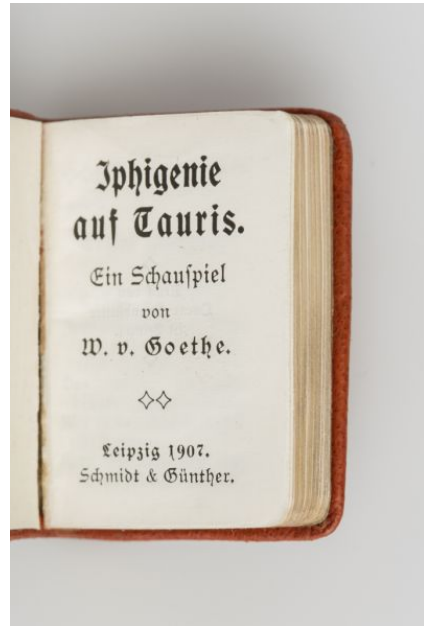 Iphigenie
auf Tauris.
Ein Schauſpiel
von
W. v. Goethe.
Leipzig 1907.
Schmidt & Günther.